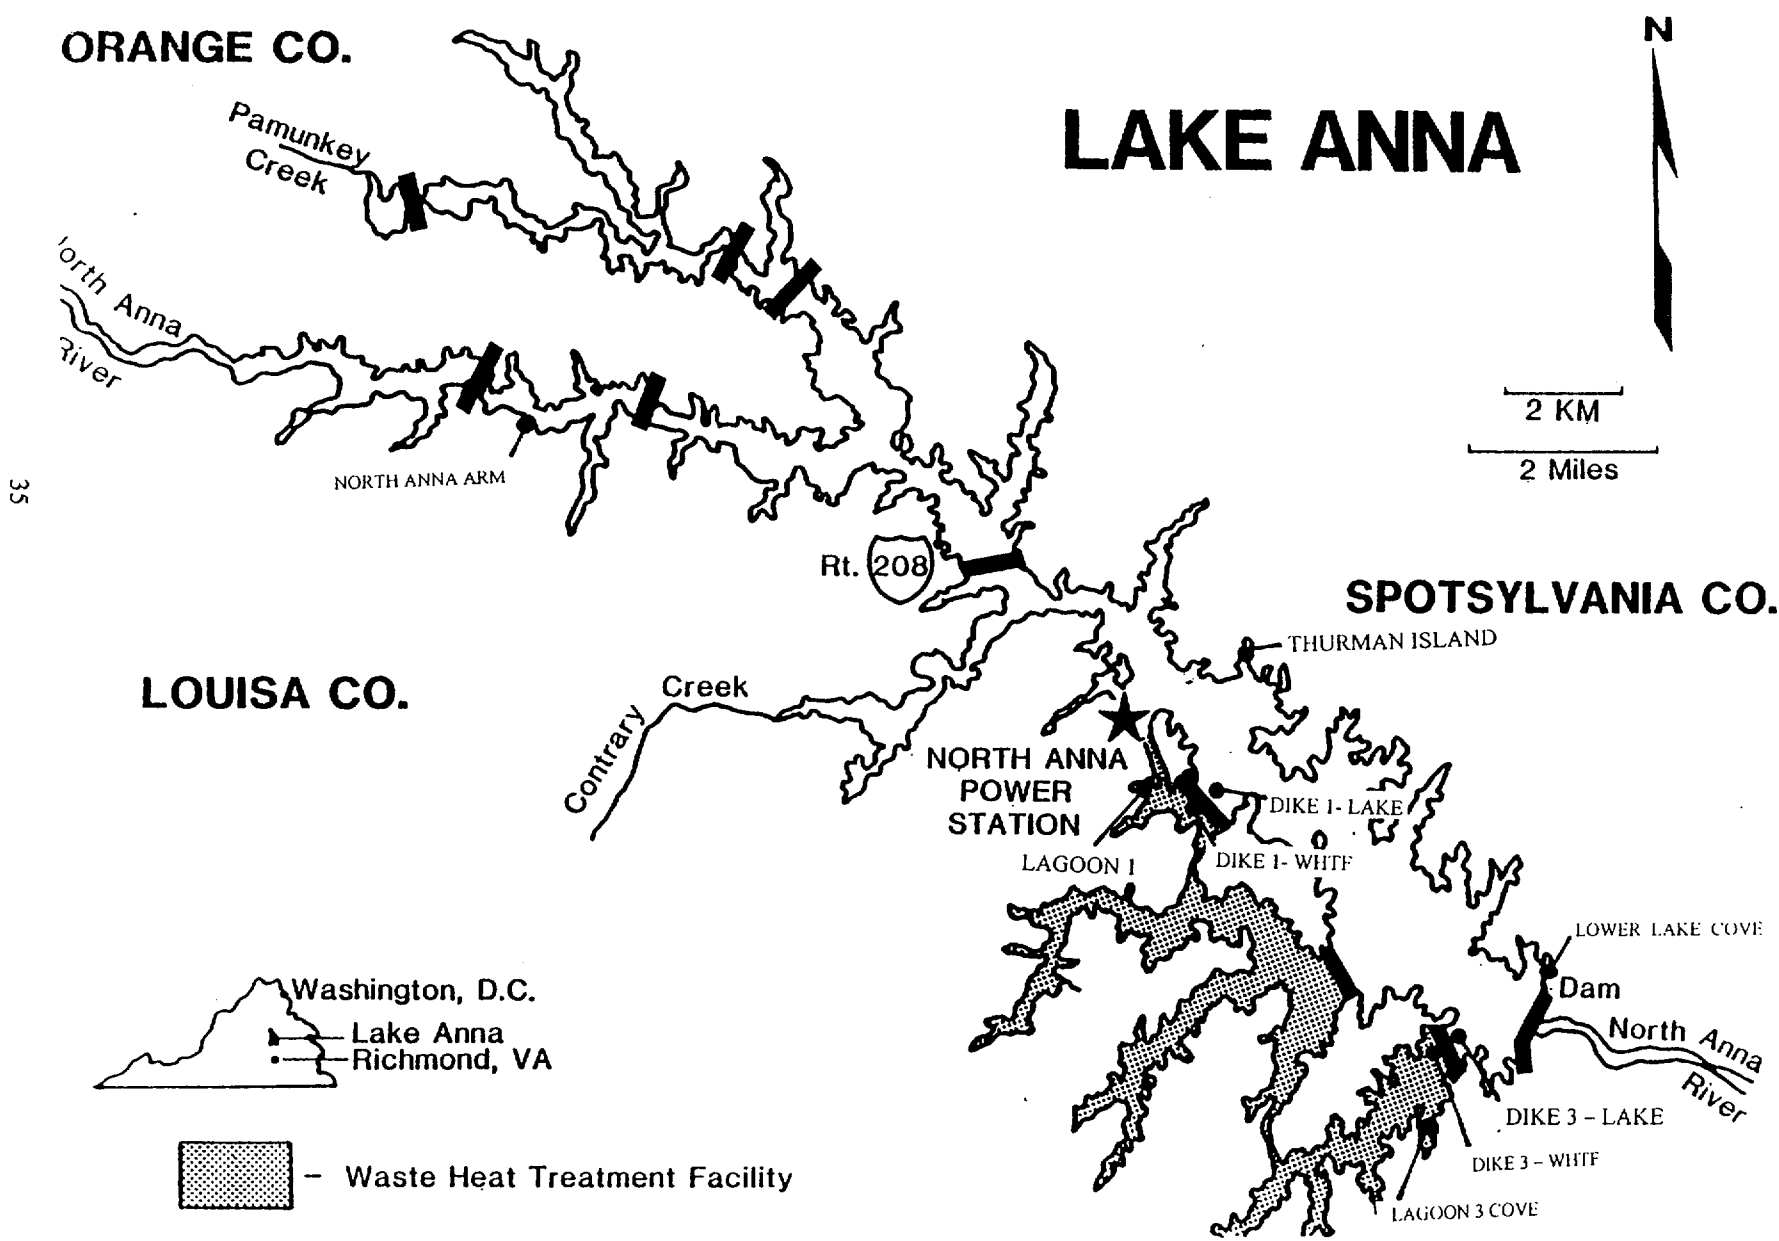 ORANGE CO.
N
LAKE ANNA
Pamunkey
Creek
orth Anna
River
2 KM
2 Miles
NORTH ANNA ARM
35
Rt. 208
SPOTSYLVANIA CO.
THURMAN ISLAND
LOUISA CO.
Creek
Contrary
NORTH ANNA
POWER
STATION
DIKE 1- LAKE
LAGOON 1
DIKE 1- WHTF
LOWER LAKE COVE
Dam
North Anna
River
Washington, D.C.
Lake Anna
Richmond, VA
DIKE 3 – LAKE
DIKE 3 – WHTF
LAGOON 3 COVE
– Waste Heat Treatment Facility